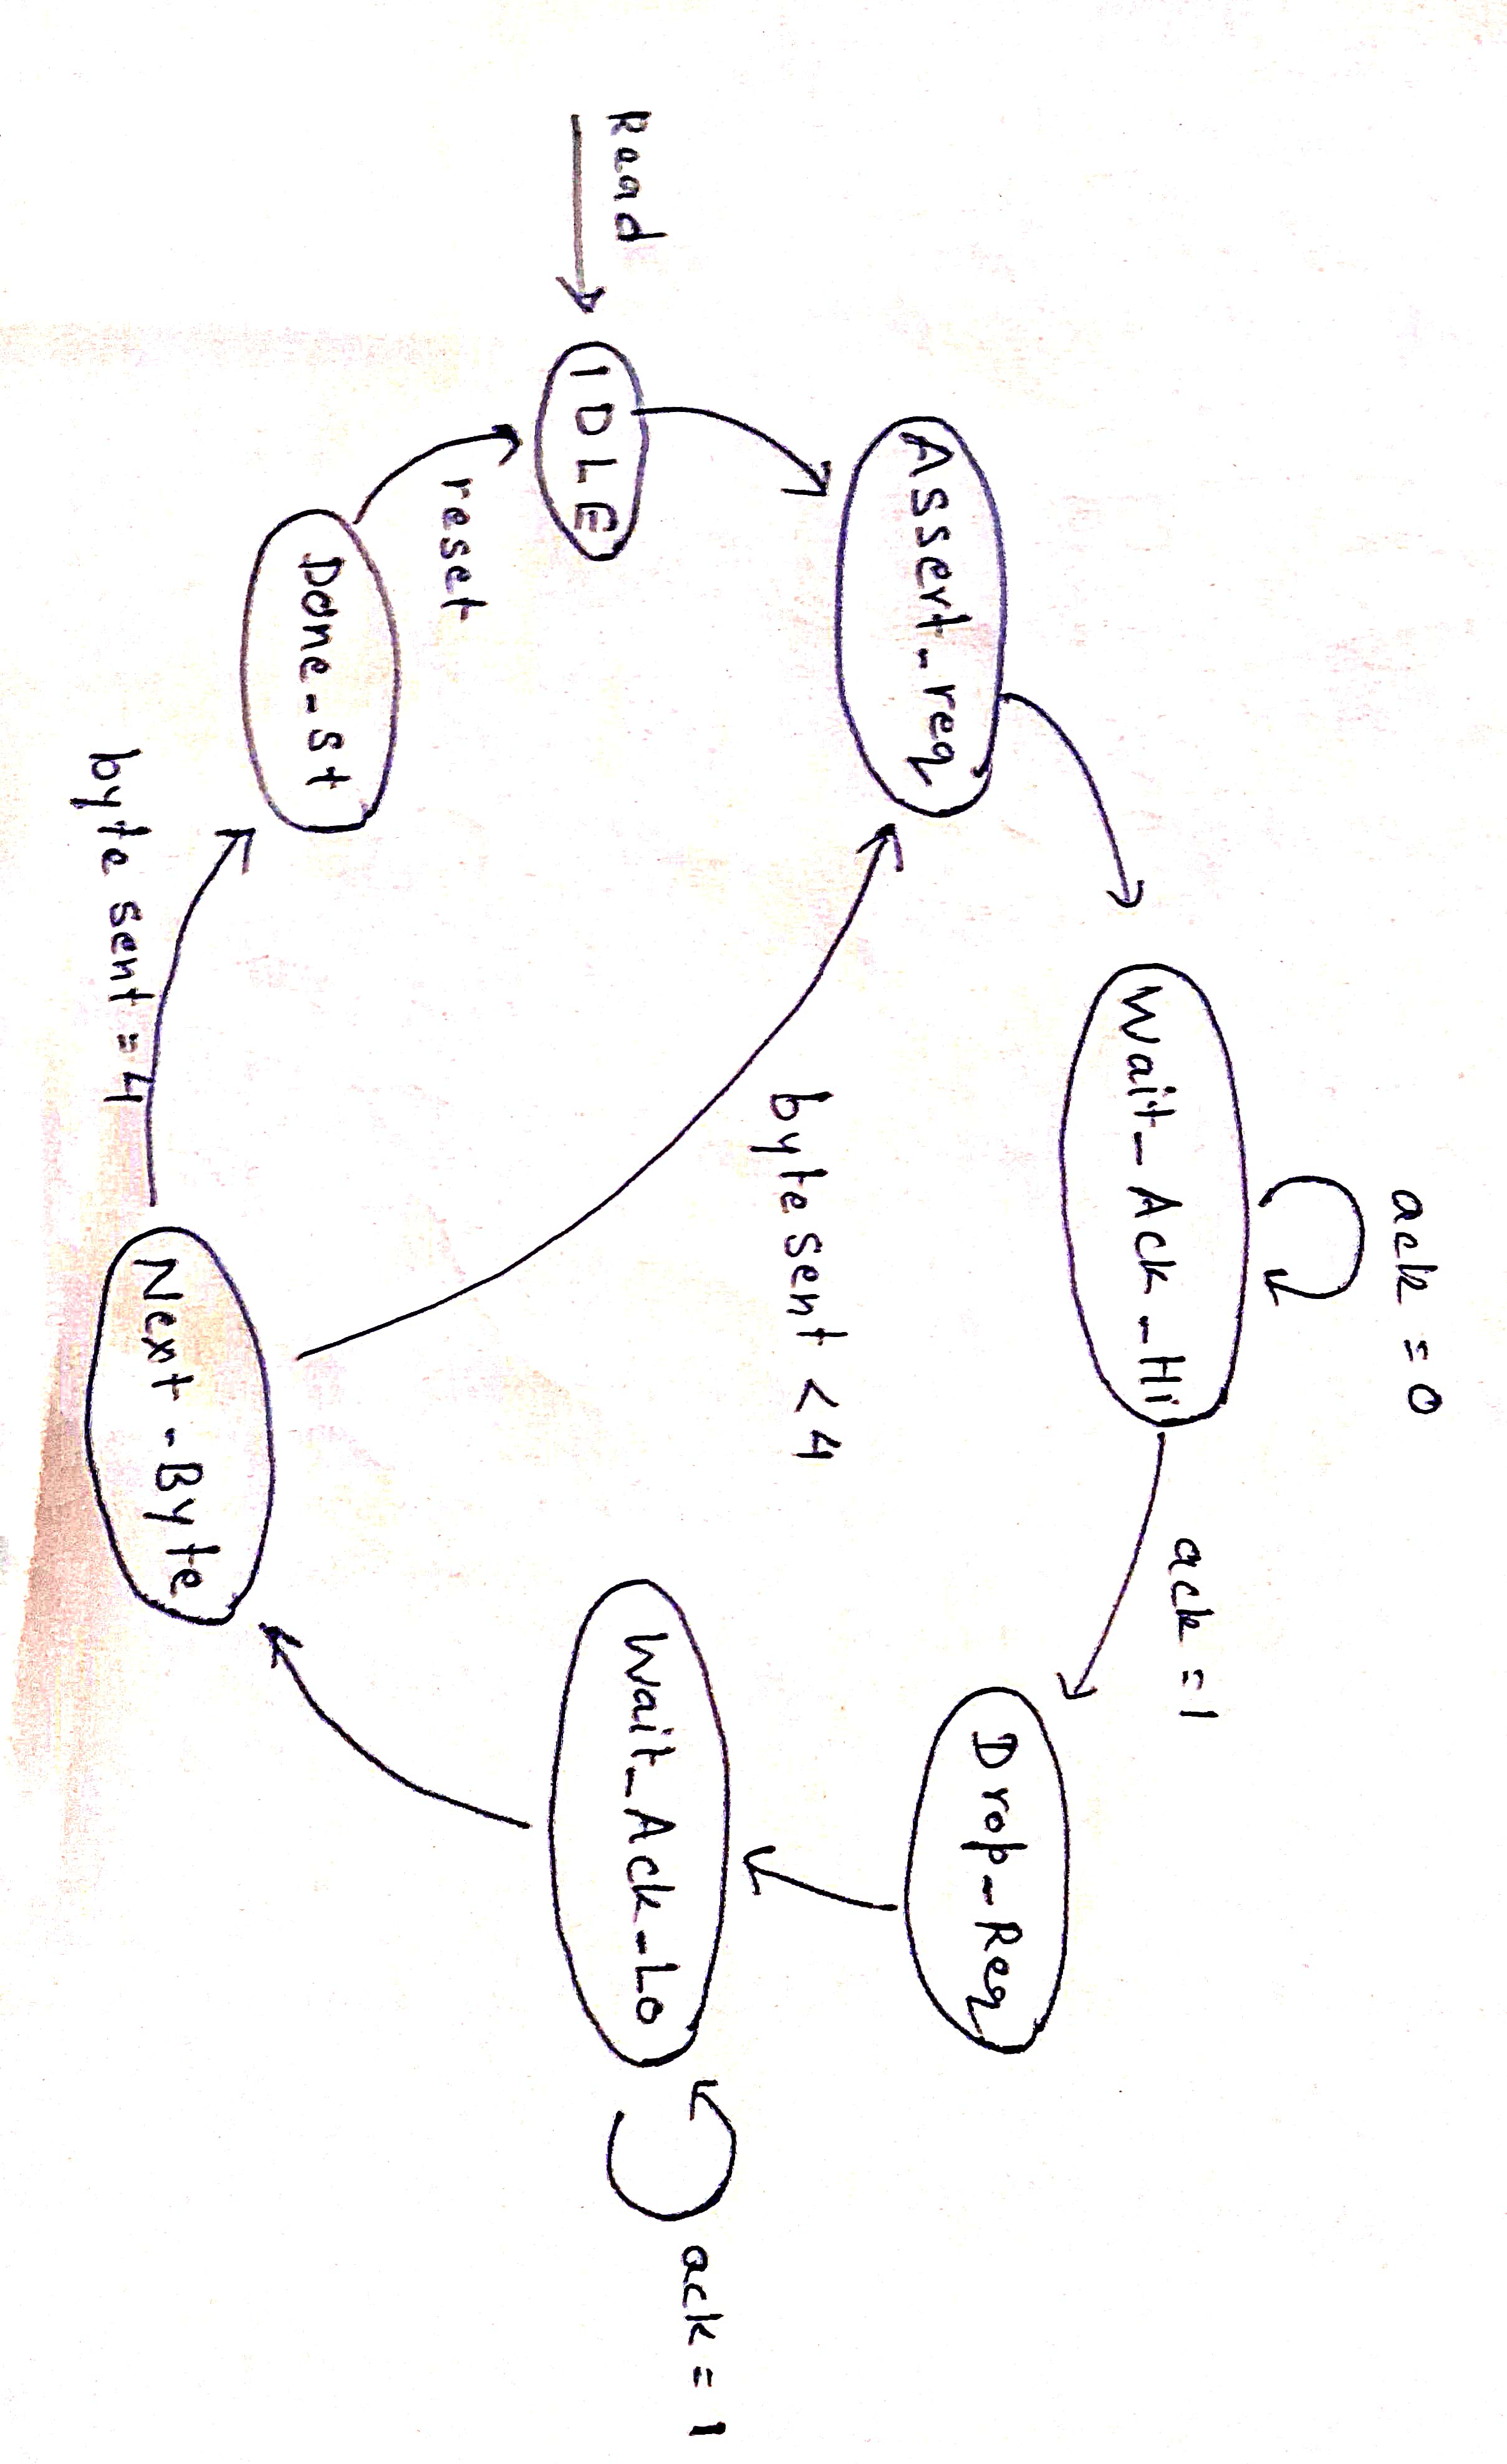 ack = 0
Wait_Ack_Hi
ack = 1
Assert_req
Drop_Req
byte sent < 4
IDLE
reset
Wait_Ack_Lo
ack = 1
Done_St
Next_Byte
byte sent = 4